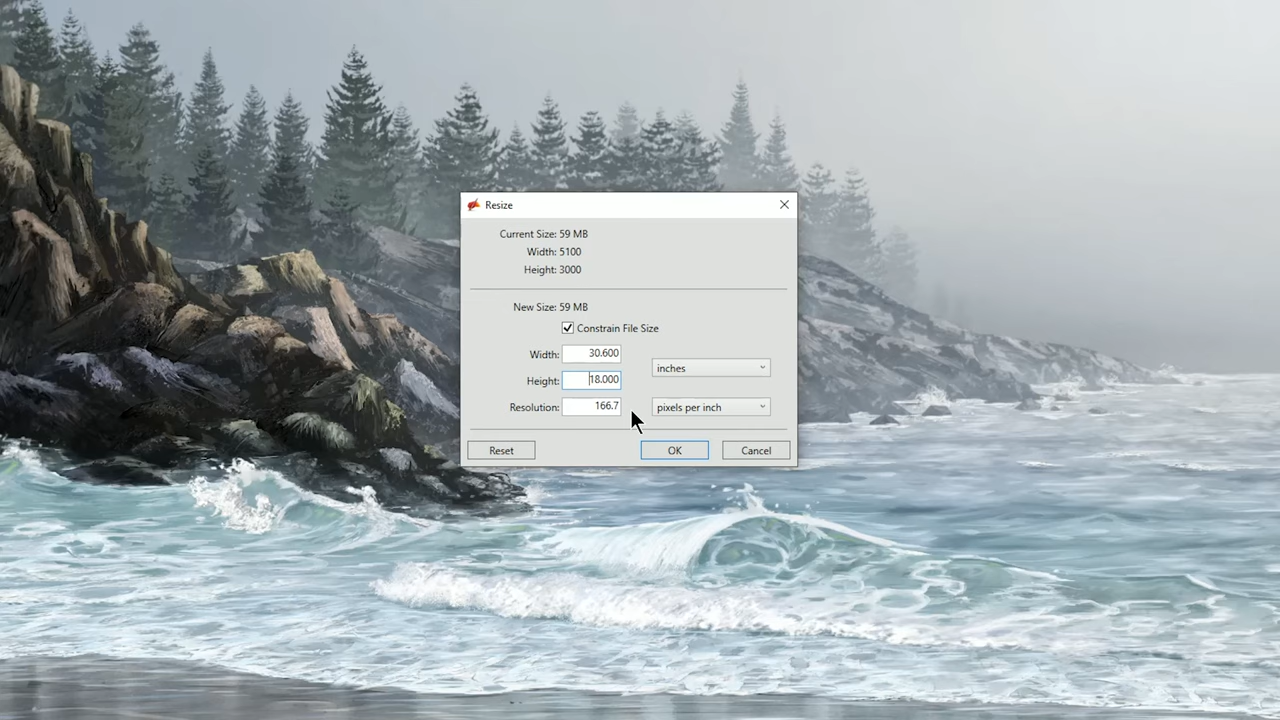 Resize
Current Size: 59 MB
Width: 5100
Height: 3000
New Size: 59 MB
Constrain File Size
Width: 30.600
inches
Height: 18.000
Resolution: 166.7
pixels per inch
Reset
OK
Cancel